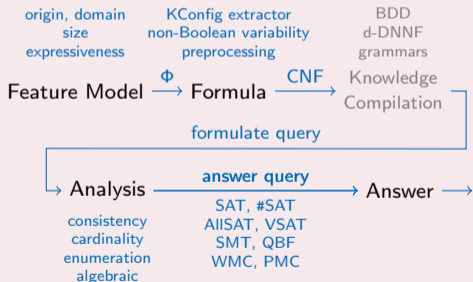 origin, domain
size
expressiveness
KConfig extractor
non-Boolean variability
preprocessing
BDD
d-DNNF
grammars
Feature Model Φ Formula CNF Knowledge
Compilation
formulate query
Analysis answer query Answer
consistency
cardinality
enumeration
algebraic
SAT, #SAT
AllSAT, VSAT
SMT, QBF
WMC, PMC